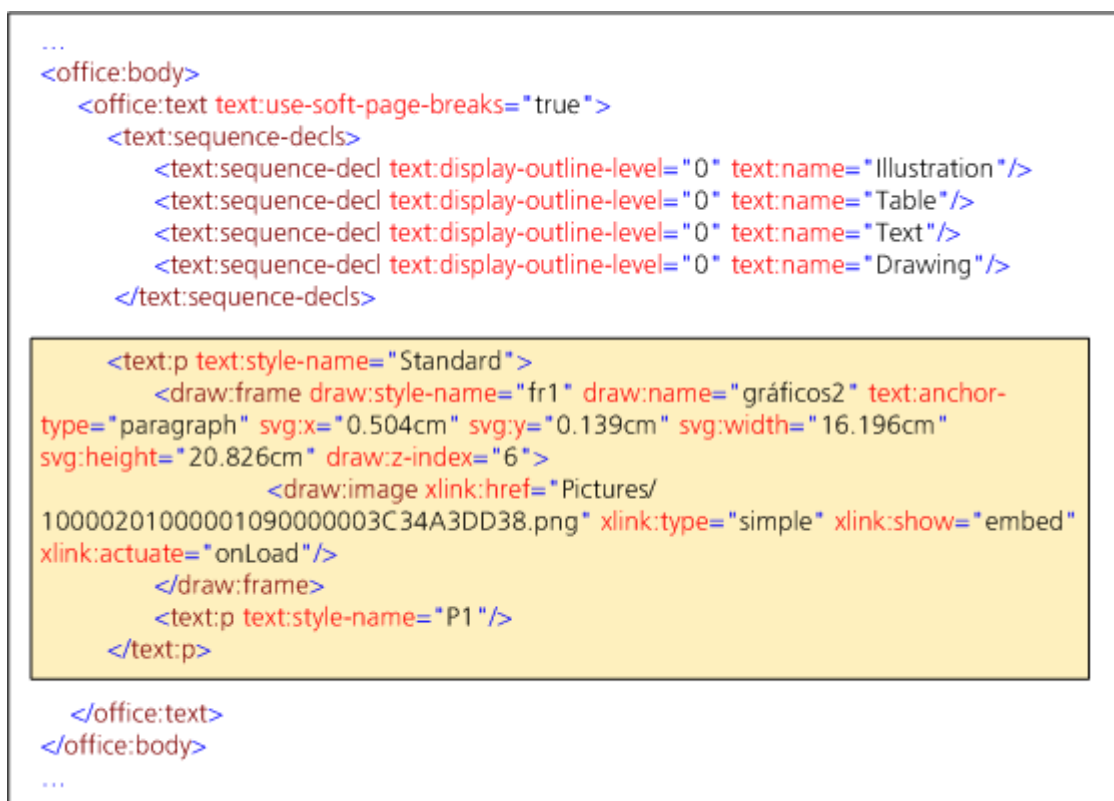 ...
<office:body>
<office:text text:use-soft-page-breaks="true">
<text:sequence-decls>
<text:sequence-decl text:display-outline-level="0" text:name="Illustration"/>
<text:sequence-decl text:display-outline-level="0" text:name="Table"/>
<text:sequence-decl text:display-outline-level="0" text:name="Text"/>
<text:sequence-decl text:display-outline-level="0" text:name="Drawing"/>
</text:sequence-decls>
<text:p text:style-name="Standard">
<draw:frame draw:style-name="fr1" draw:name="gráficos2" text:anchor-
type="paragraph" svg:x="0.504cm" svg:y="0.139cm" svg:width="16.196cm"
svg:height="20.826cm" draw:z-index="6">
<draw:image xlink:href="Pictures/
10000201000001090000003C34A3DD38.png" xlink:type="simple" xlink:show="embed"
xlink:actuate="onLoad"/>
</draw:frame>
<text:p text:style-name="P1"/>
</text:p>
</office:text>
</office:body>
...